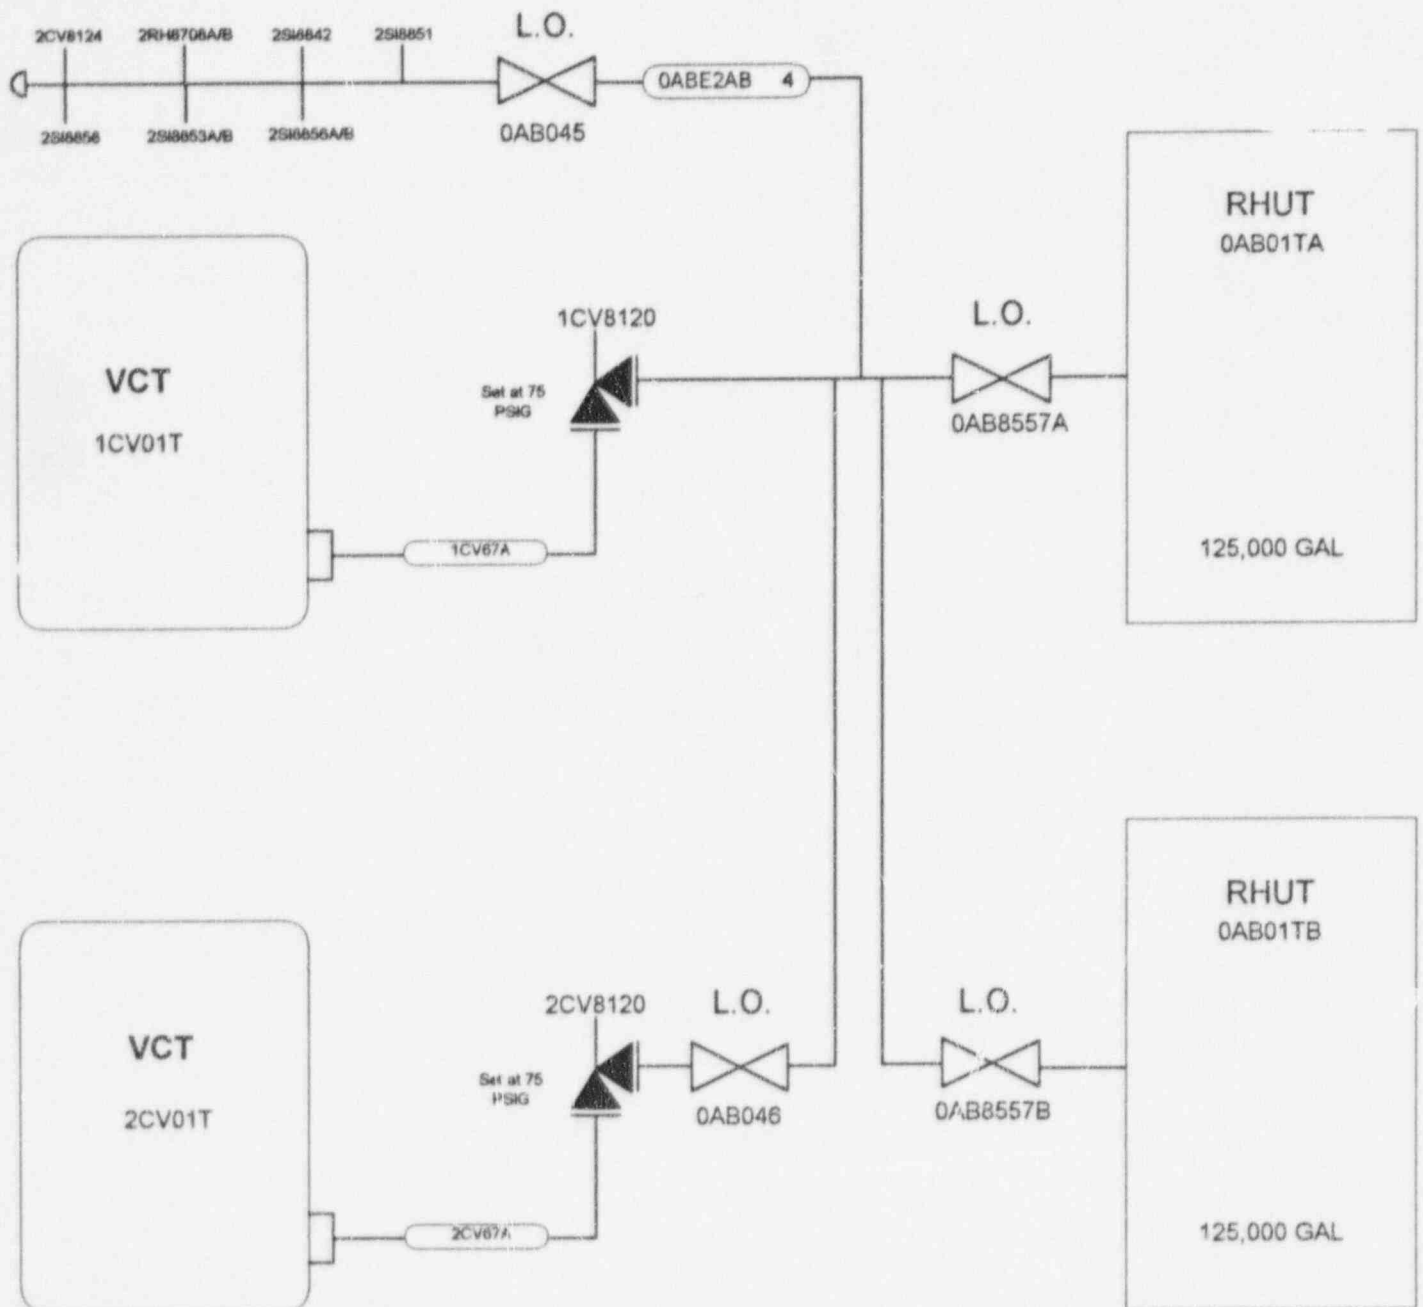 L.O.
2CV8124 2RH8708A/B 2SI8842 2SI8851
0ABE2AB 4
2SI8858 2SI8853A/B 2SI8856A/B 0AB045
RHUT
0AB01TA
1CV8120
L.O.
VCT
Set at 75
PSIG
1CV01T
0AB8557A
1CV67A
125,000 GAL
RHUT
0AB01TB
2CV8120
L.O.
L.O.
VCT
Set at 75
PSIG
2CV01T
0AB046
0AB8557B
2CV67A
125,000 GAL